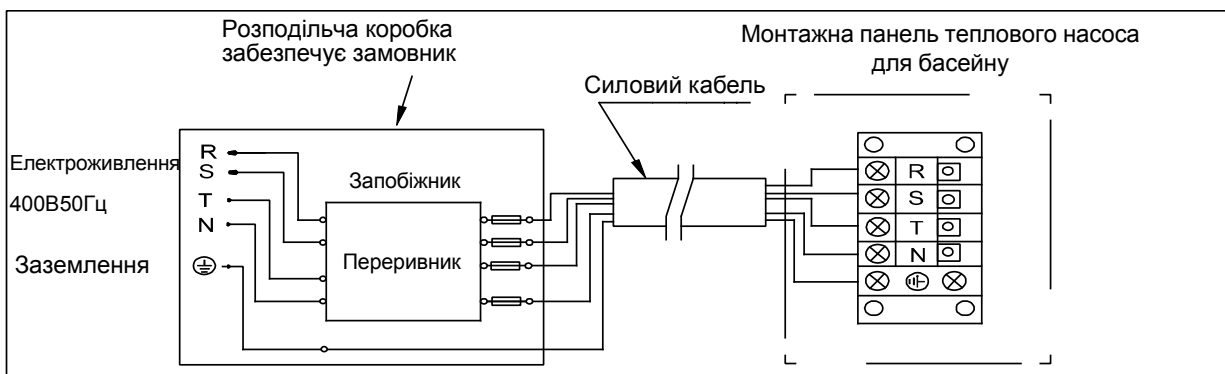 Розподільча коробка
забезпечує замовник
Монтажна панель теплового насоса
для басейну
Силовий кабель
Електроживлення
400В50Гц
Заземлення
R
S
T
N
Запобіжник
Переривник
R
S
T
N